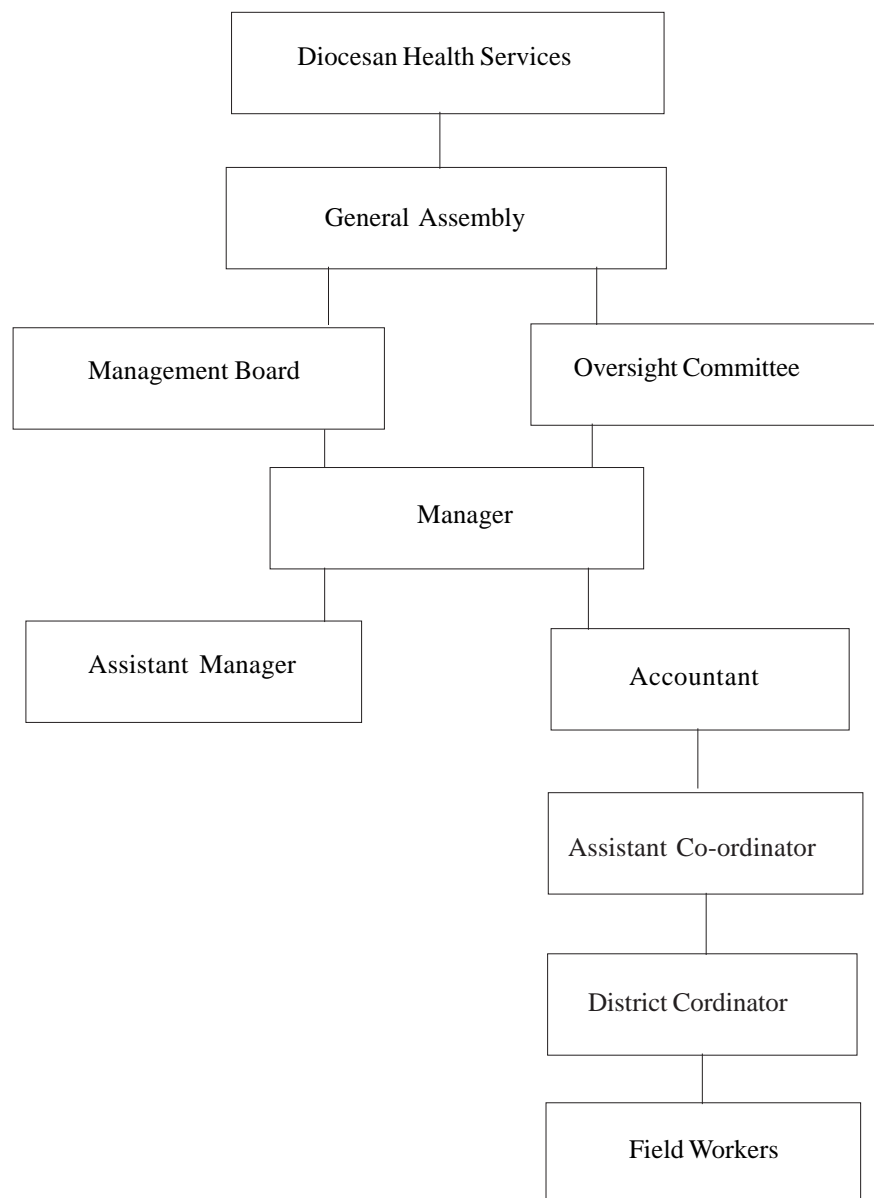 Diocesan Health Services
General Assembly
Management Board
Oversight Committee
Manager
Assistant Manager
Accountant
Assistant Co-ordinator
District Cordinator
Field Workers